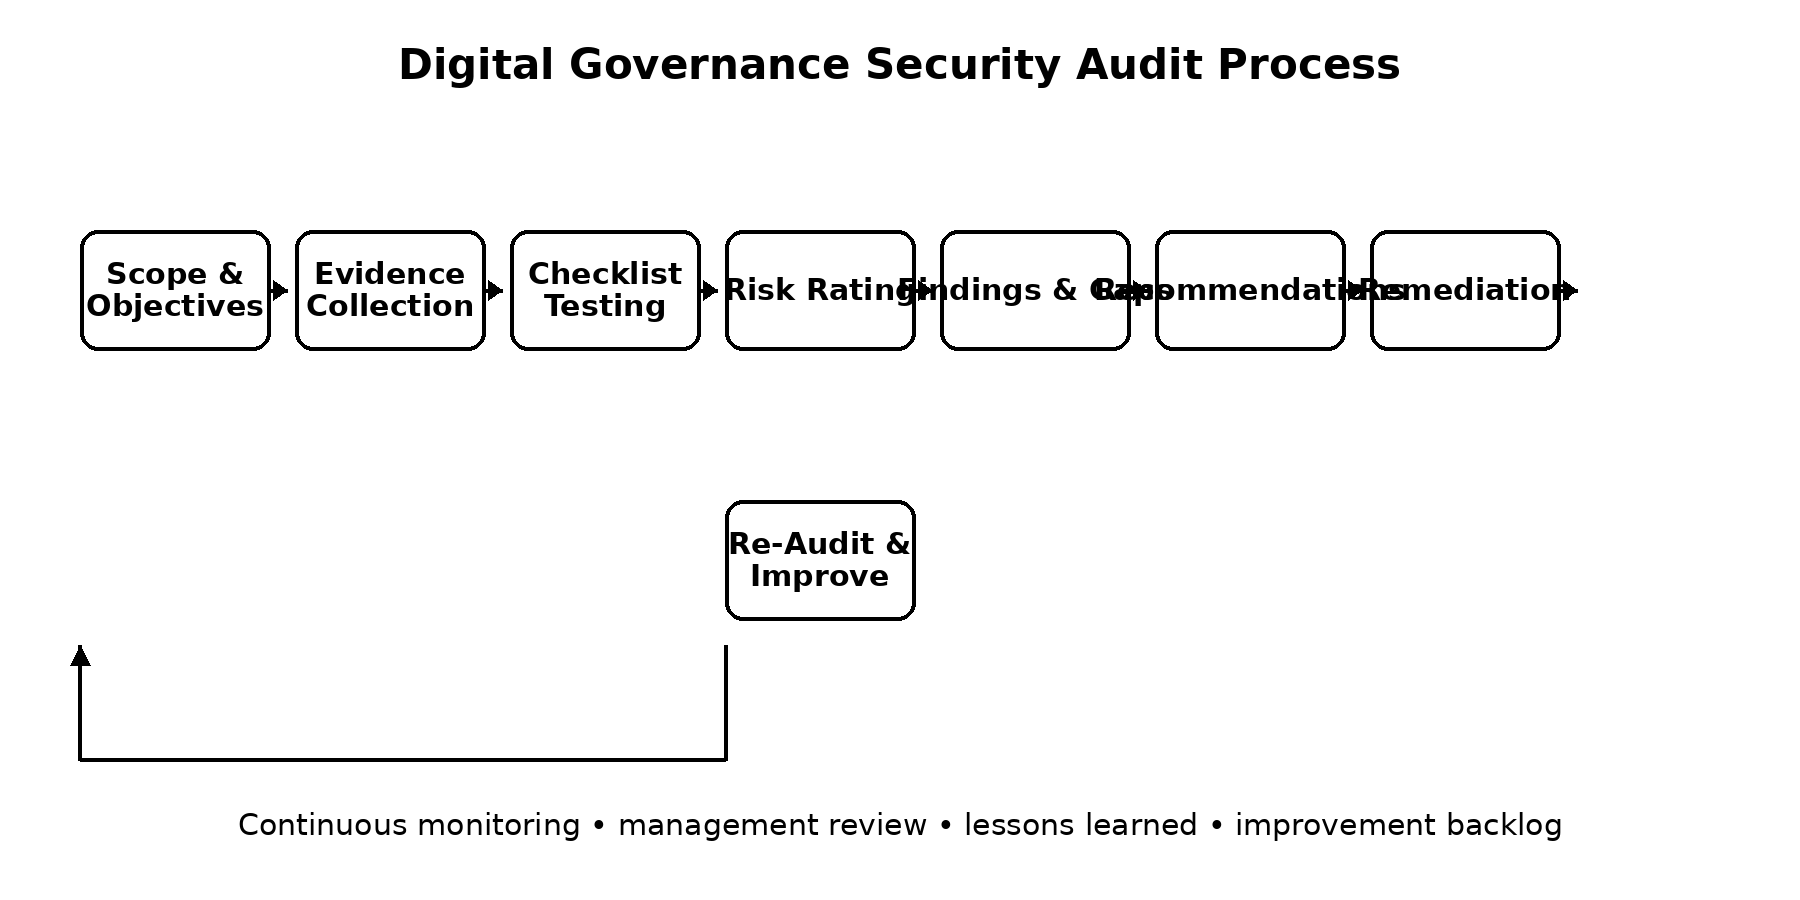 Digital Governance Security Audit Process
Scope &
Objectives
Evidence
Collection
Checklist
Testing
Risk Rating
Findings & Gaps
Recommendations
Remediation
Re-Audit &
Improve
Continuous monitoring • management review • lessons learned • improvement backlog